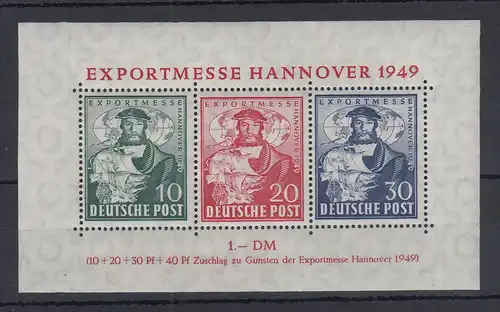 EXPORTMESSE HANNOVER 1949
EXPORTMESSE
HANNOVER 1949
10
DEUTSCHE POST
EXPORTMESSE
HANNOVER 1949
20
DEUTSCHE POST
EXPORTMESSE
HANNOVER 1949
30
DEUTSCHE POST
1.– DM
(10+20+30 Pf+40 Pf Zuschlag zu Gunsten der Exportmesse Hannover 1949)